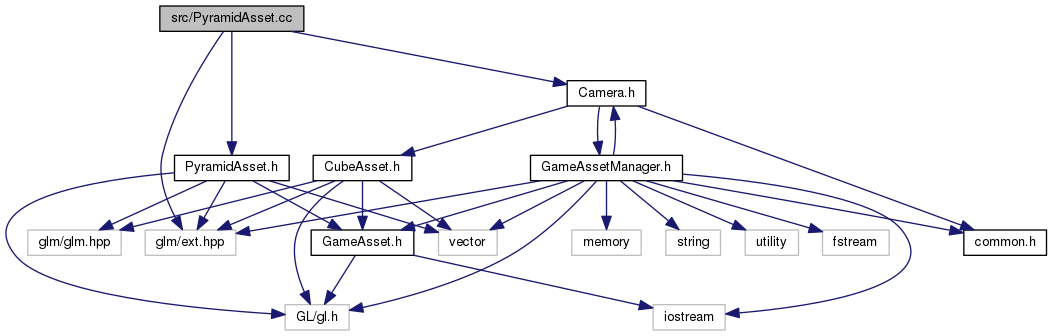 src/PyramidAsset.cc
Camera.h
PyramidAsset.h
CubeAsset.h
GameAssetManager.h
glm/glm.hpp
glm/ext.hpp
GameAsset.h
vector
memory
string
utility
fstream
common.h
GL/gl.h
iostream